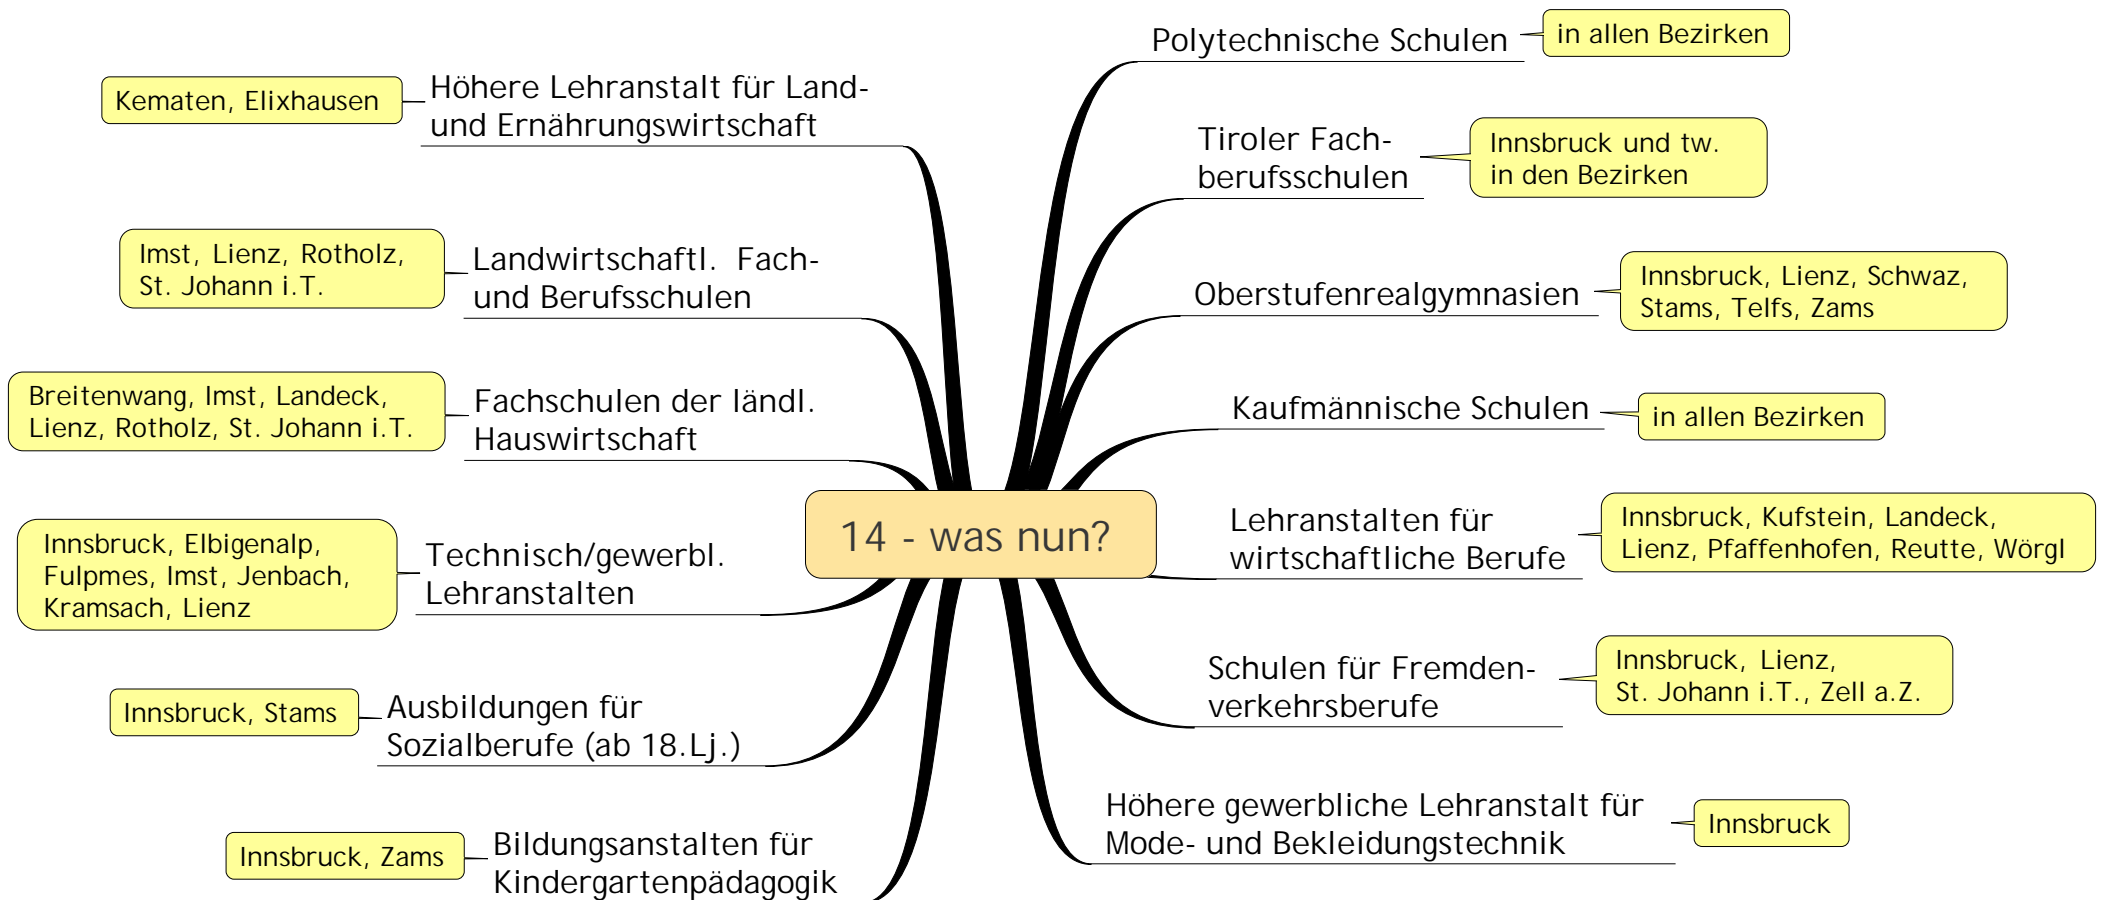 14 - was nun?
Polytechnische Schulen
in allen Bezirken
Tiroler Fach-
berufsschulen
Innsbruck und tw.
in den Bezirken
Oberstufenrealgymnasien
Innsbruck, Lienz, Schwaz,
Stams, Telfs, Zams
Kaufmännische Schulen
in allen Bezirken
Lehranstalten für
wirtschaftliche Berufe
Innsbruck, Kufstein, Landeck,
Lienz, Pfaffenhofen, Reutte, Wörgl
Schulen für Fremden-
verkehrsberufe
Innsbruck, Lienz,
St. Johann i.T., Zell a.Z.
Höhere gewerbliche Lehranstalt für
Mode- und Bekleidungstechnik
Innsbruck
Höhere Lehranstalt für Land-
und Ernährungswirtschaft
Kematen, Elixhausen
Landwirtschaftl. Fach-
und Berufsschulen
Imst, Lienz, Rotholz,
St. Johann i.T.
Fachschulen der ländl.
Hauswirtschaft
Breitenwang, Imst, Landeck,
Lienz, Rotholz, St. Johann i.T.
Technisch/gewerbl.
Lehranstalten
Innsbruck, Elbigenalp,
Fulpmes, Imst, Jenbach,
Kramsach, Lienz
Ausbildungen für
Sozialberufe (ab 18.Lj.)
Innsbruck, Stams
Bildungsanstalten für
Kindergartenpädagogik
Innsbruck, Zams